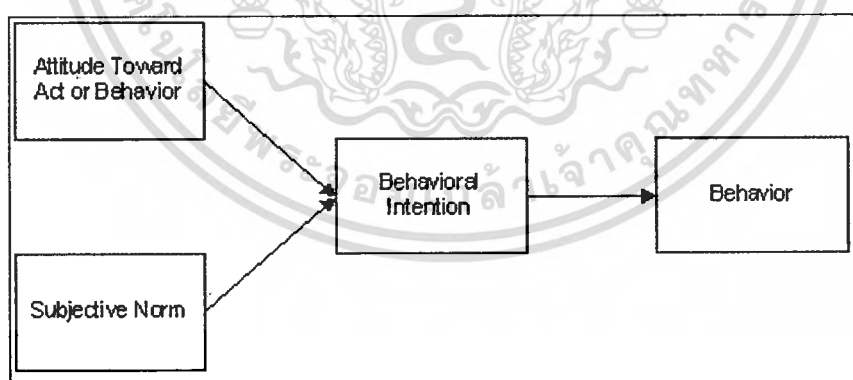 Attitude Toward
Act or Behavior
Behavioral
Intention
Behavior
Subjective Norm